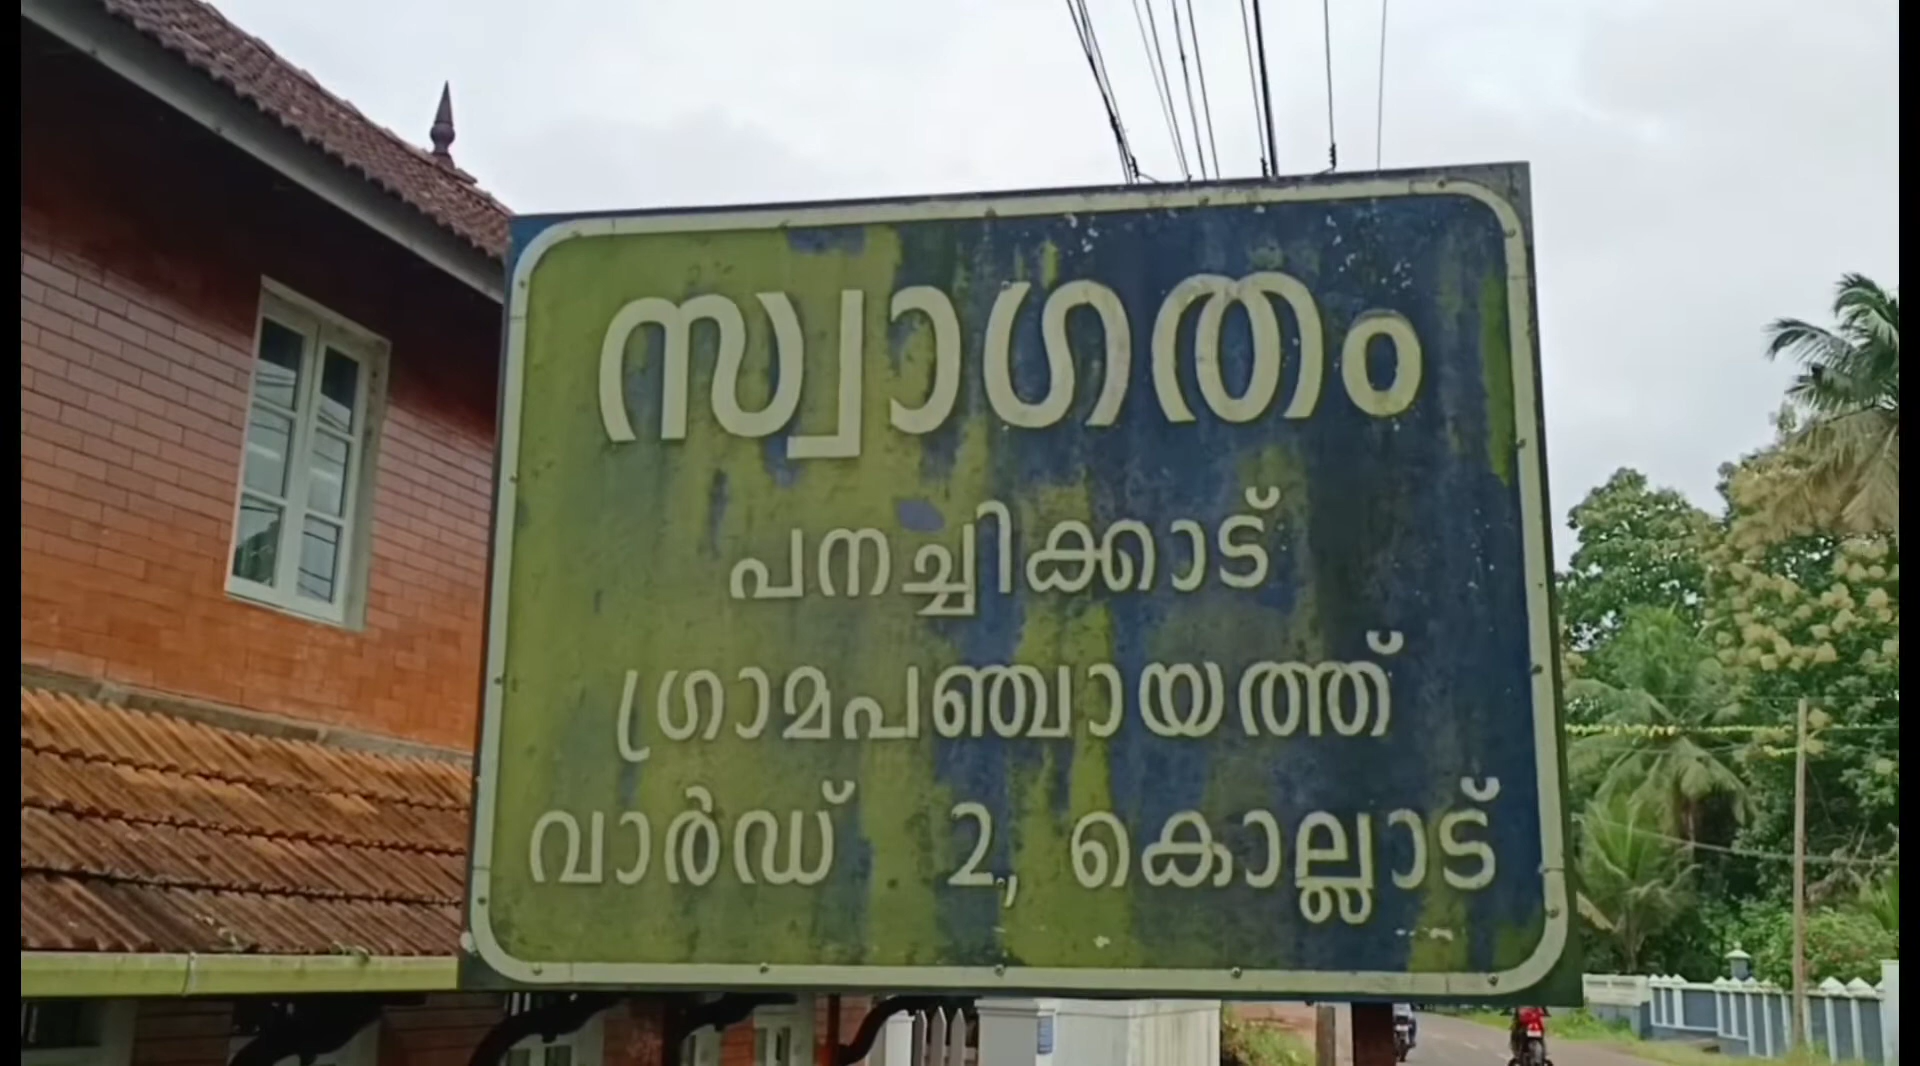 സ്വാഗതം
പനച്ചിക്കാട്
ഗ്രാമപഞ്ചായത്ത്
വാർഡ് 2, കൊല്ലാട്